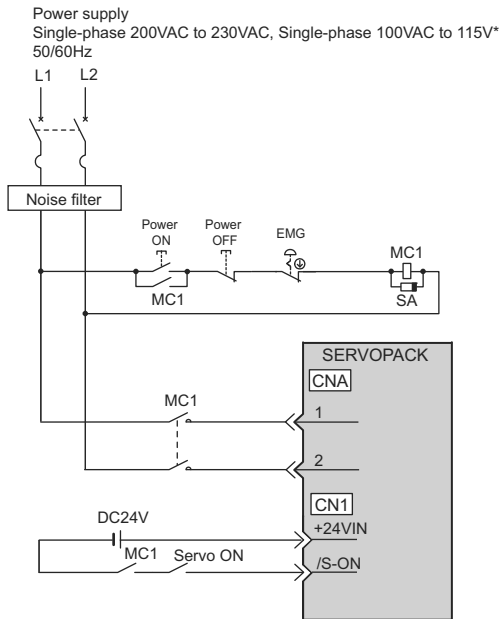 Power supply
Single-phase 200VAC to 230VAC, Single-phase 100VAC to 115V*
50/60Hz
L1 L2
Noise filter
Power
ON
Power
OFF
EMG
MC1
MC1
SA
SERVOPACK
CNA
MC1
1
2
CN1
DC24V
+24VIN
MC1
Servo ON
/S-ON